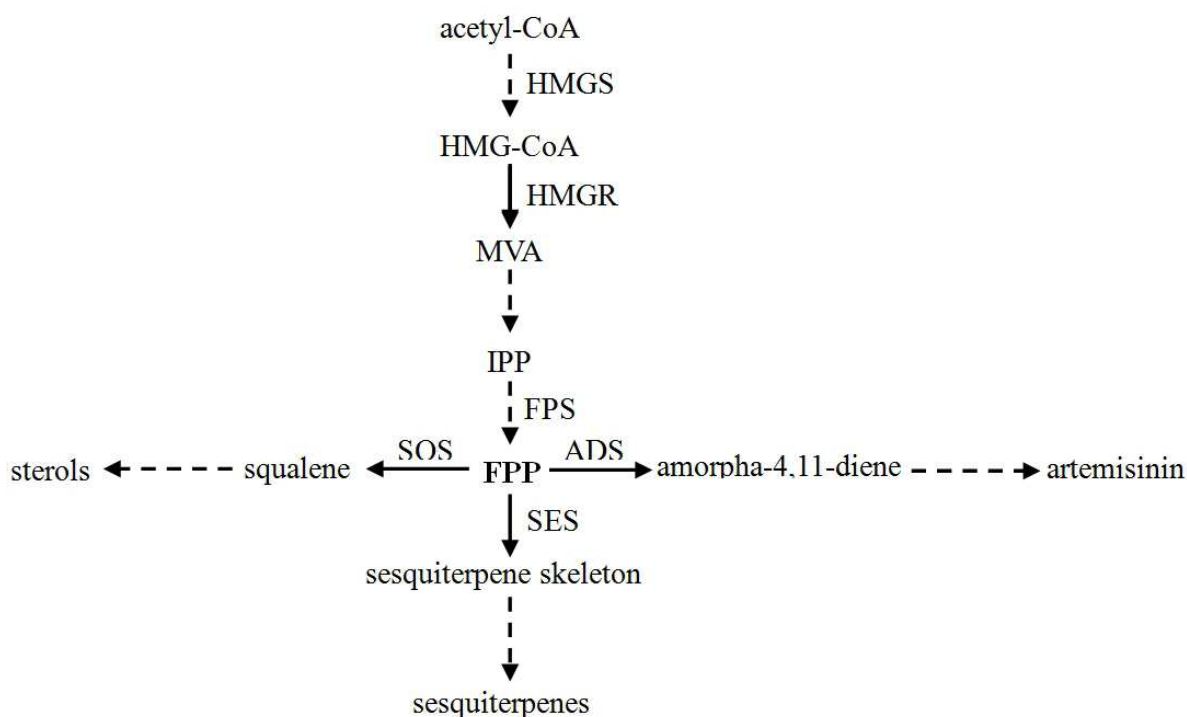 acetyl-CoA
HMGS
HMG-CoA
HMGR
MVA
IPP
FPS
sterols squalene SOS FPP ADS amorpha-4,11-diene artemisinin
SES
sesquiterpene skeleton
sesquiterpenes